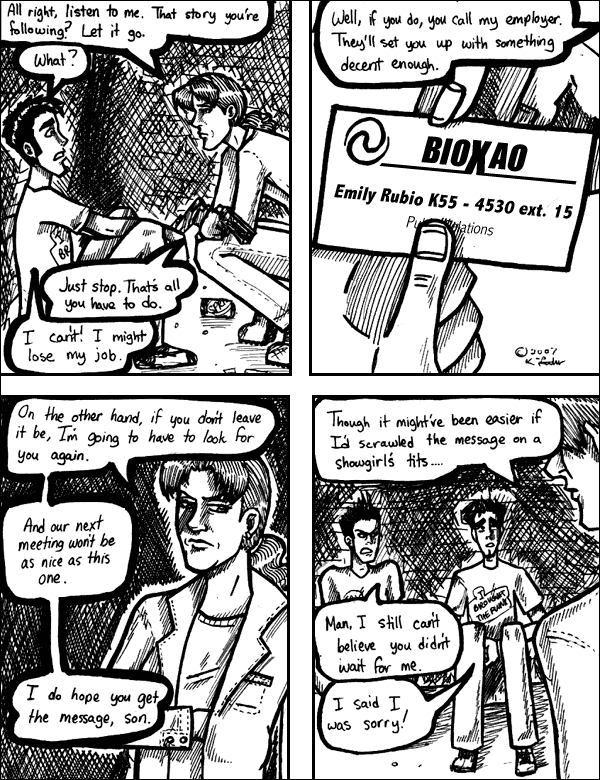 All right, listen to me. That story you're
following? Let it go.
What?
Just stop. That's all
you have to do.
I can't! I might
lose my job.
Well, if you do, you call my employer.
They'll set you up with something
decent enough.
BIOXAO
Emily Rubio K55 - 4530 ext. 15
©2007
On the other hand, if you don't leave
it be, I'm going to have to look for
you again.
And our next
meeting won't be
as nice as this
one.
I do hope you get
the message, son.
Though it might've been easier if
I'd scrawled the message on a
showgirl's tits....
Man, I still can't
believe you didn't
wait for me.
I said I
was sorry!